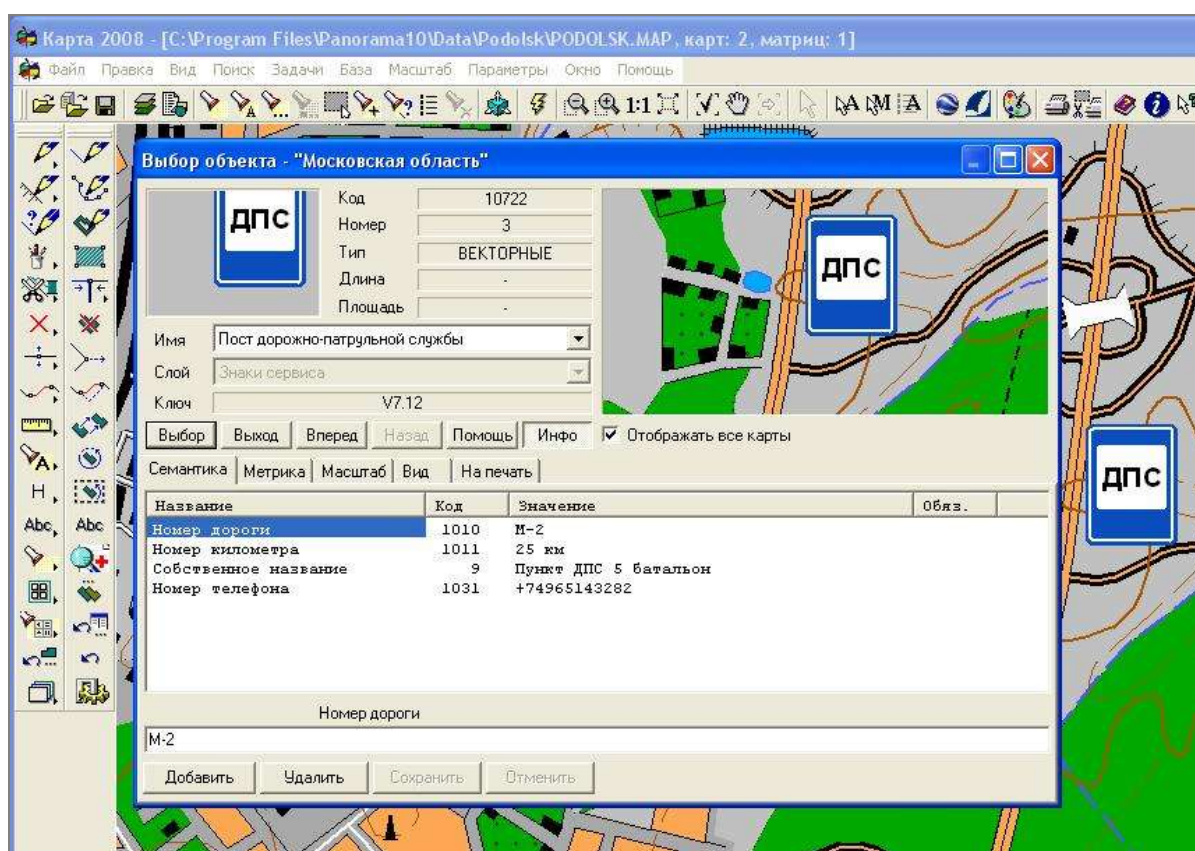 Карта 2008 - [C:\Program Files\Panorama10\Data\Podolsk\PODOLSK.MAP, карт: 2, матриц: 1]
Файл Правка Вид Поиск Задачи База Масштаб Параметры Окно Помощь
1:1
Выбор объекта - "Московская область"
ДПС
Код 10722
Номер 3
Тип ВЕКТОРНЫЕ
Длина -
Площадь -
Имя Пост дорожно-патрульной службы
Слой Знаки сервиса
Ключ V7.12
ДПС
Выбор Выход Вперед Назад Помощь Инфо Отображать все карты
Семантика Метрика Масштаб Вид На печать
Название Код Значение Обяз.
Номер дороги 1010 М-2
Номер километра 1011 25 км
Собственное название 9 Пункт ДПС 5 батальон
Номер телефона 1031 +74965143282
Номер дороги
М-2
Добавить Удалить Сохранить Отменить
ДПС
Н
Abc Abc